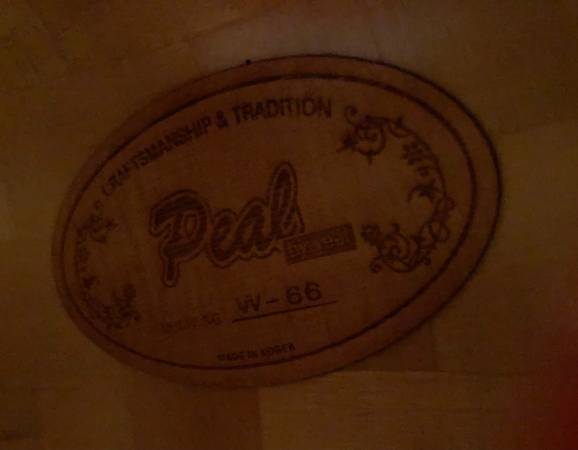 CRAFTSMANSHIP & TRADITION
Peal
W-66
MADE IN KOREA